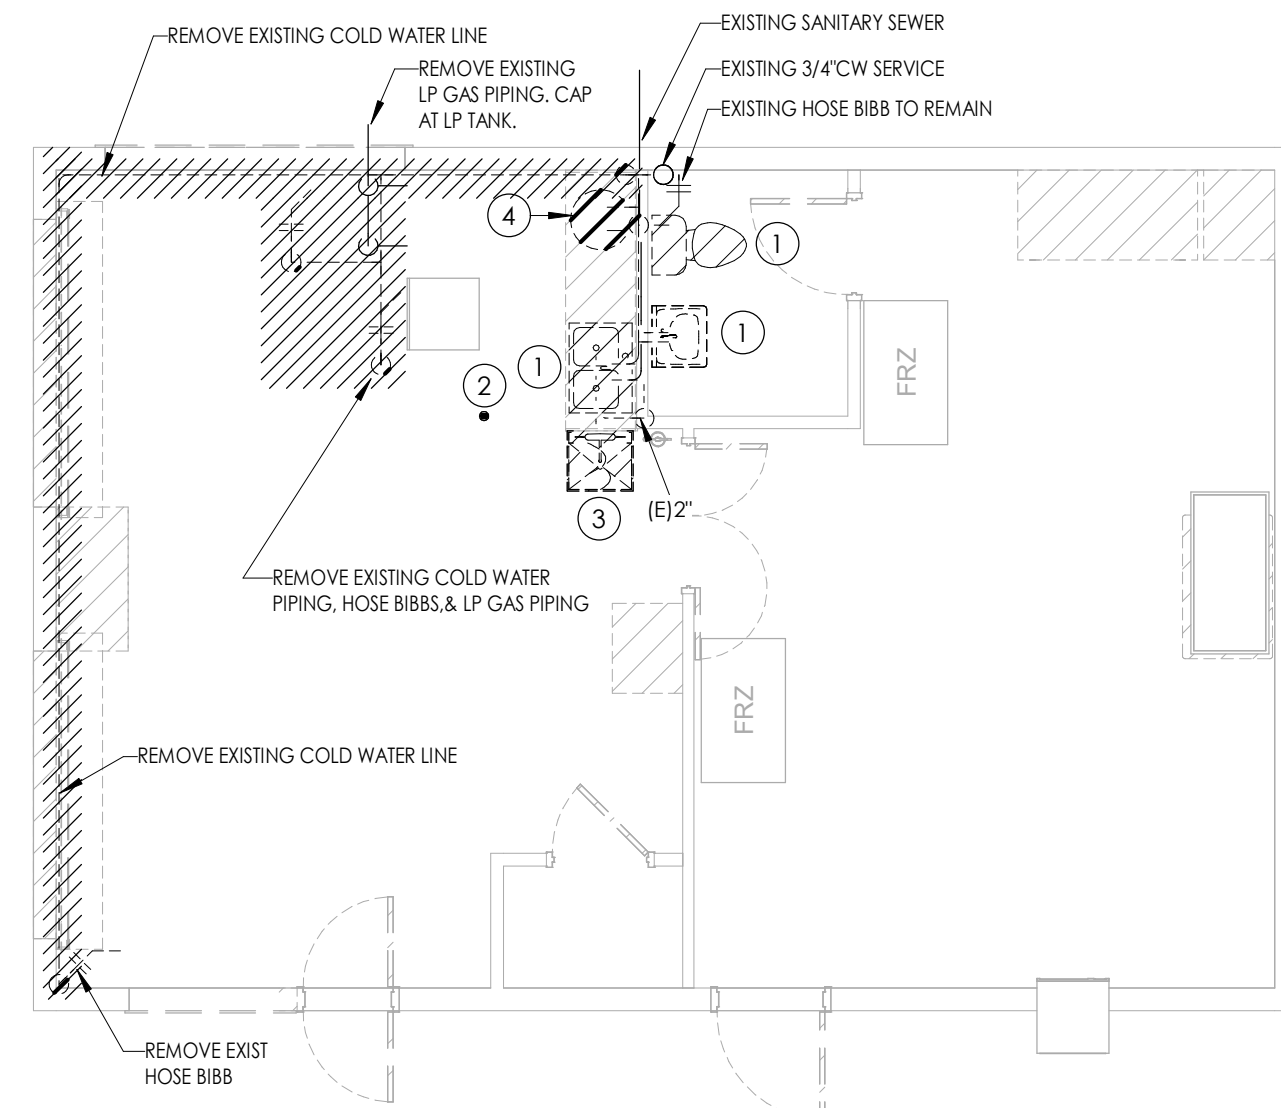 REMOVE EXISTING COLD WATER LINE
REMOVE EXISTING
LP GAS PIPING. CAP
AT LP TANK.
EXISTING SANITARY SEWER
EXISTING 3/4"CW SERVICE
EXISTING HOSE BIBB TO REMAIN
4
1
1
1
2
FRZ
3
(E)2"
REMOVE EXISTING COLD WATER
PIPING, HOSE BIBBS,& LP GAS PIPING
FRZ
REMOVE EXISTING COLD WATER LINE
REMOVE EXIST
HOSE BIBB